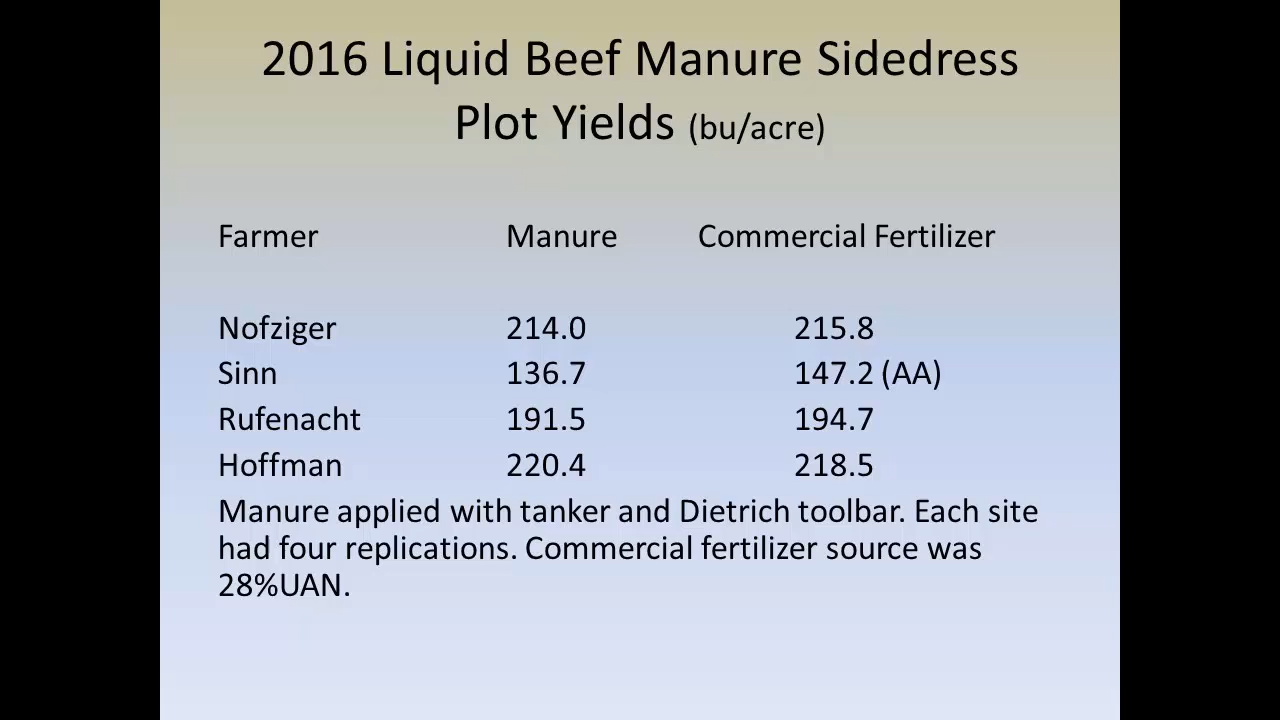 2016 Liquid Beef Manure Sidedress
Plot Yields (bu/acre)
Farmer Manure Commercial Fertilizer
Nofziger 214.0 215.8
Sinn 136.7 147.2 (AA)
Rufenacht 191.5 194.7
Hoffman 220.4 218.5
Manure applied with tanker and Dietrich toolbar. Each site
had four replications. Commercial fertilizer source was
28%UAN.